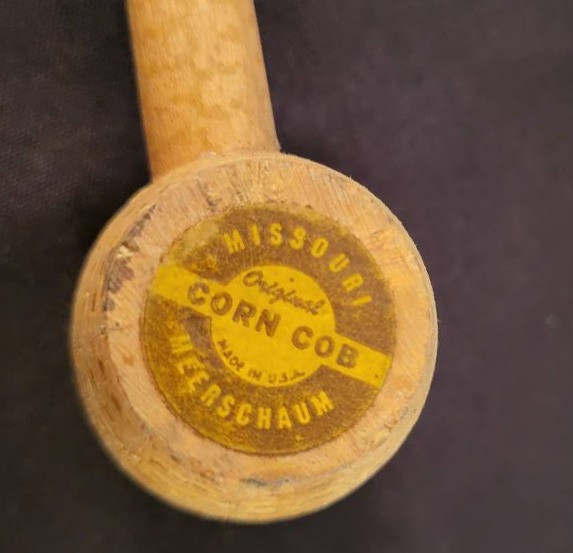 MISSOURI
Original
CORN COB
MADE IN U.S.A.
MEERSCHAUM